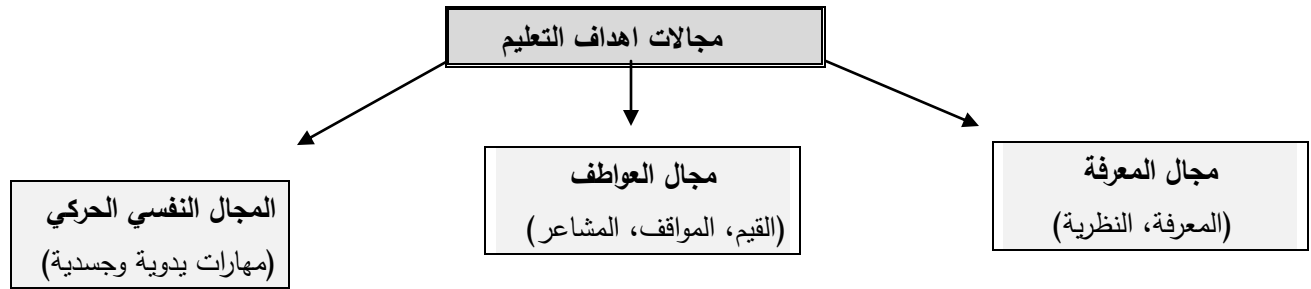 مجالات اهداف التعليم
مجال المعرفة
(المعرفة، النظرية)
مجال العواطف
(القيم، المواقف، المشاعر)
المجال النفسي الحركي
(مهارات يدوية وجسدية)